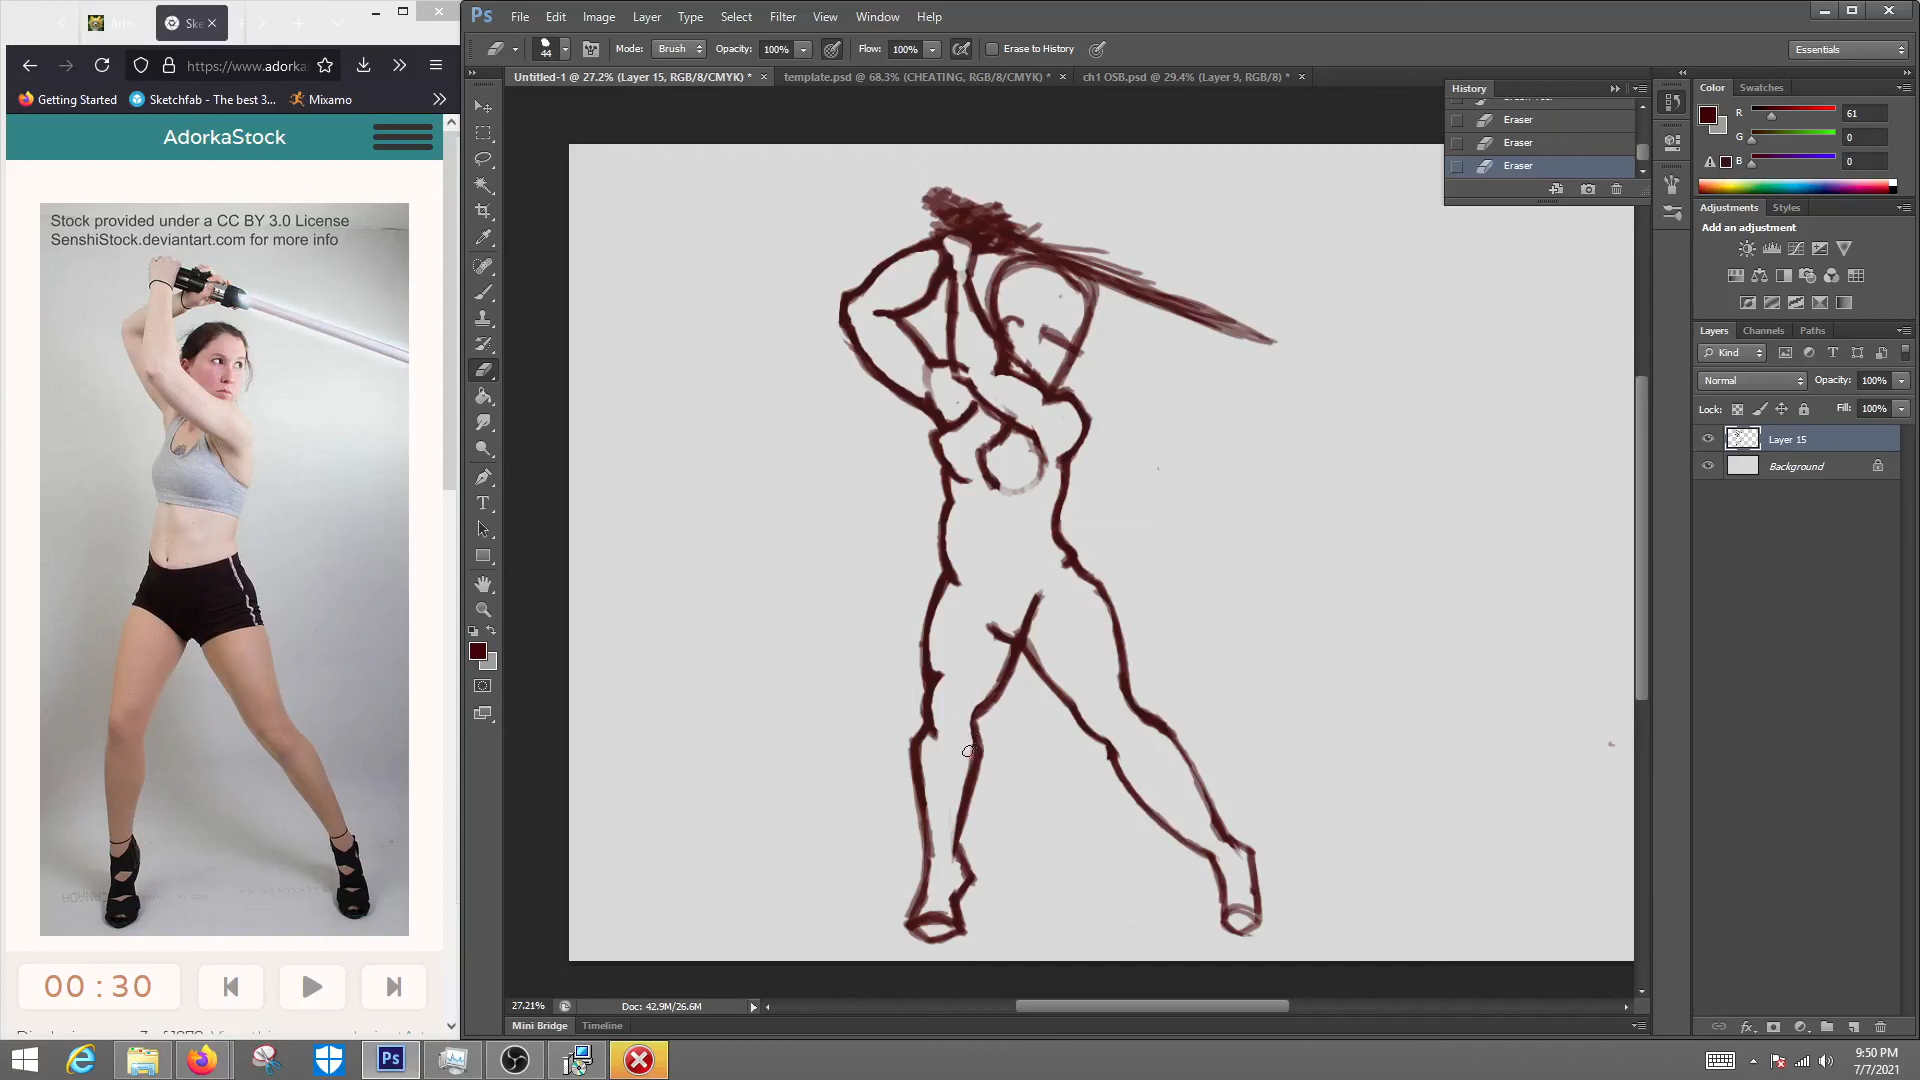 Ske
https://www.adorka
Getting Started
Sketchfab - The best 3...
Mixamo
AdorkaStock
Stock provided under a CC BY 3.0 License
SenshiStock.deviantart.com for more info
00 : 30
Ps
File
Edit
Image
Layer
Type
Select
Filter
View
Window
Help
44
Mode:
Brush
Opacity:
100%
Flow:
100%
Erase to History
Essentials
Untitled-1 @ 27.2% (Layer 15, RGB/8/CMYK) *
template.psd @ 68.3% (CHEATING, RGB/8/CMYK) *
ch1 OSB.psd @ 29.4% (Layer 9, RGB/8) *
History
Eraser
Eraser
Eraser
Color
Swatches
R
61
G
0
B
0
Adjustments
Styles
Add an adjustment
Layers
Channels
Paths
Kind
Normal
Opacity:
100%
Lock:
Fill:
100%
Layer 15
Background
27.21%
Doc: 42.9M/26.6M
Mini Bridge
Timeline
Ps
9:50 PM
7/7/2021